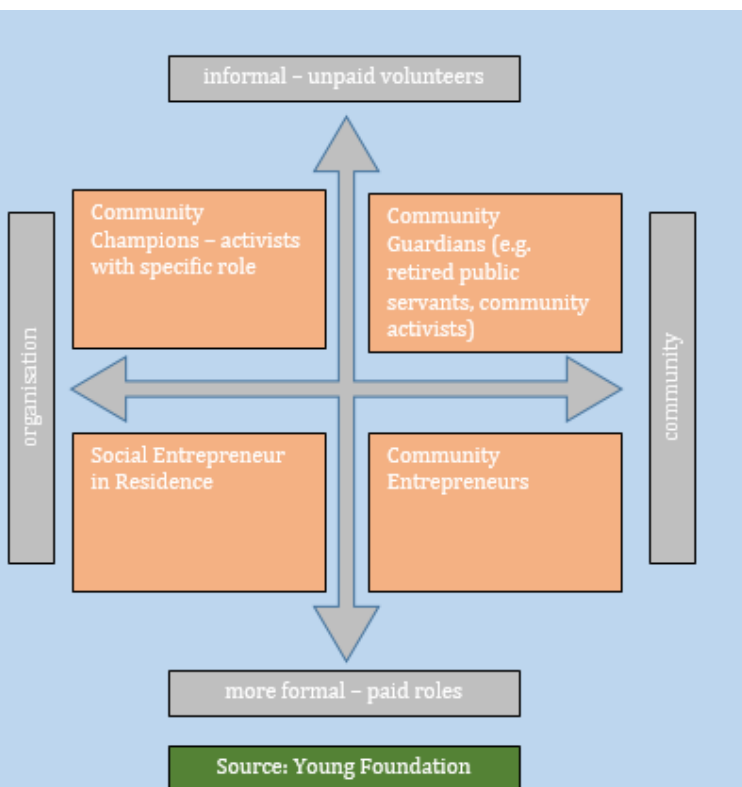 informal – unpaid volunteers
Community
Champions – activists
with specific role
Community
Guardians (e.g.
retired public
servants, community
activists)
organisation
community
Social Entrepreneur
in Residence
Community
Entrepreneurs
more formal – paid roles
Source: Young Foundation